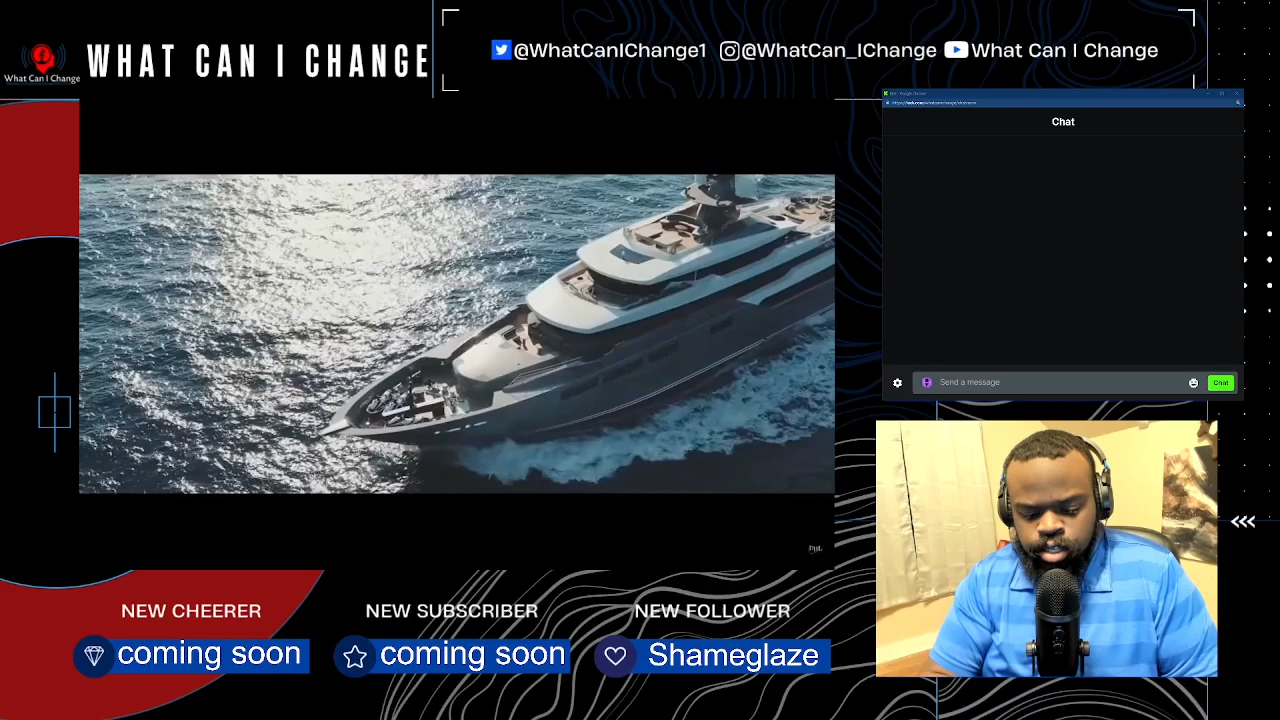 What Can I Change
WHAT CAN I CHANGE
@WhatCanIChange1 @WhatCan_IChange What Can I Change
Chat
Send a message
Chat
NEW CHEERER
NEW SUBSCRIBER
NEW FOLLOWER
coming soon
coming soon
Shameglaze